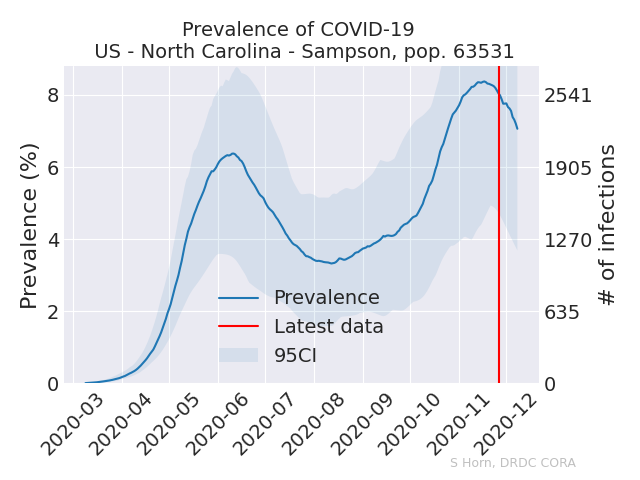 Prevalence of COVID-19
US - North Carolina - Sampson, pop. 63531
Prevalence (%)
8
6
4
2
0
2541
1905
1270
635
0
# of infections
Prevalence
Latest data
95CI
2020-03
2020-04
2020-05
2020-06
2020-07
2020-08
2020-09
2020-10
2020-11
2020-12
S Horn, DRDC CORA